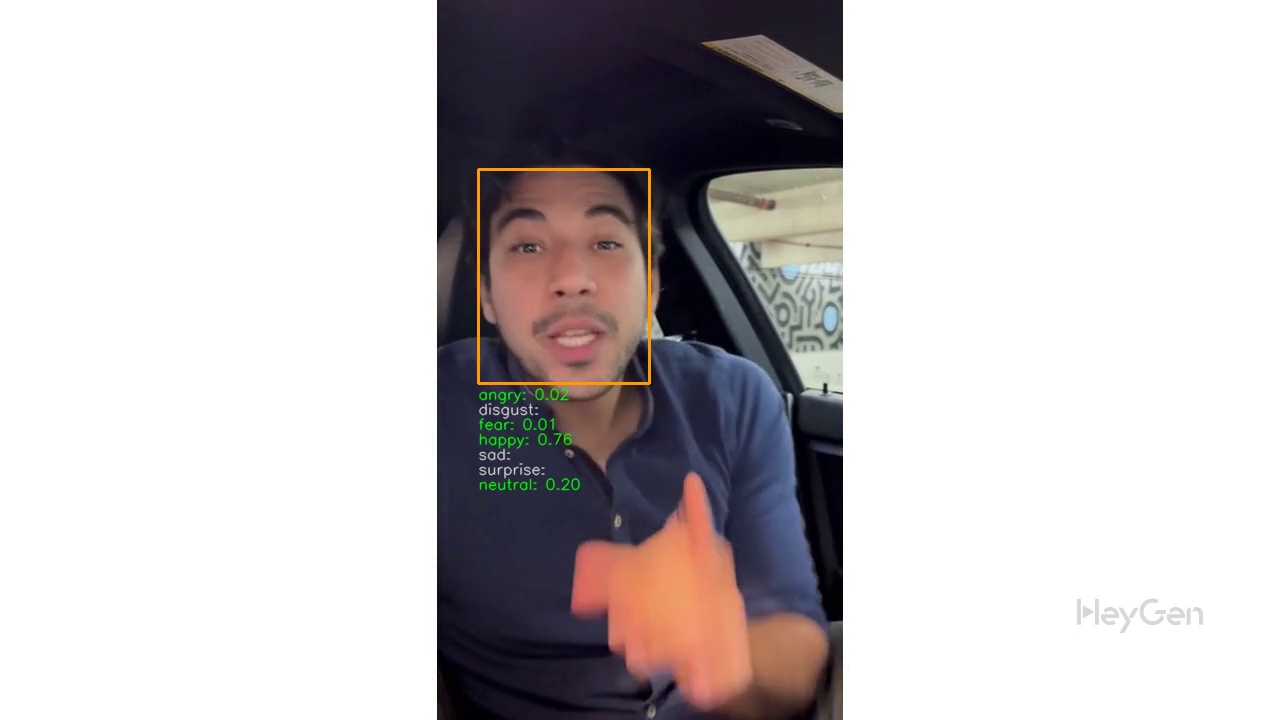 angry: 0.02
disgust:
fear: 0.01
happy: 0.76
sad:
surprise:
neutral: 0.20
HeyGen